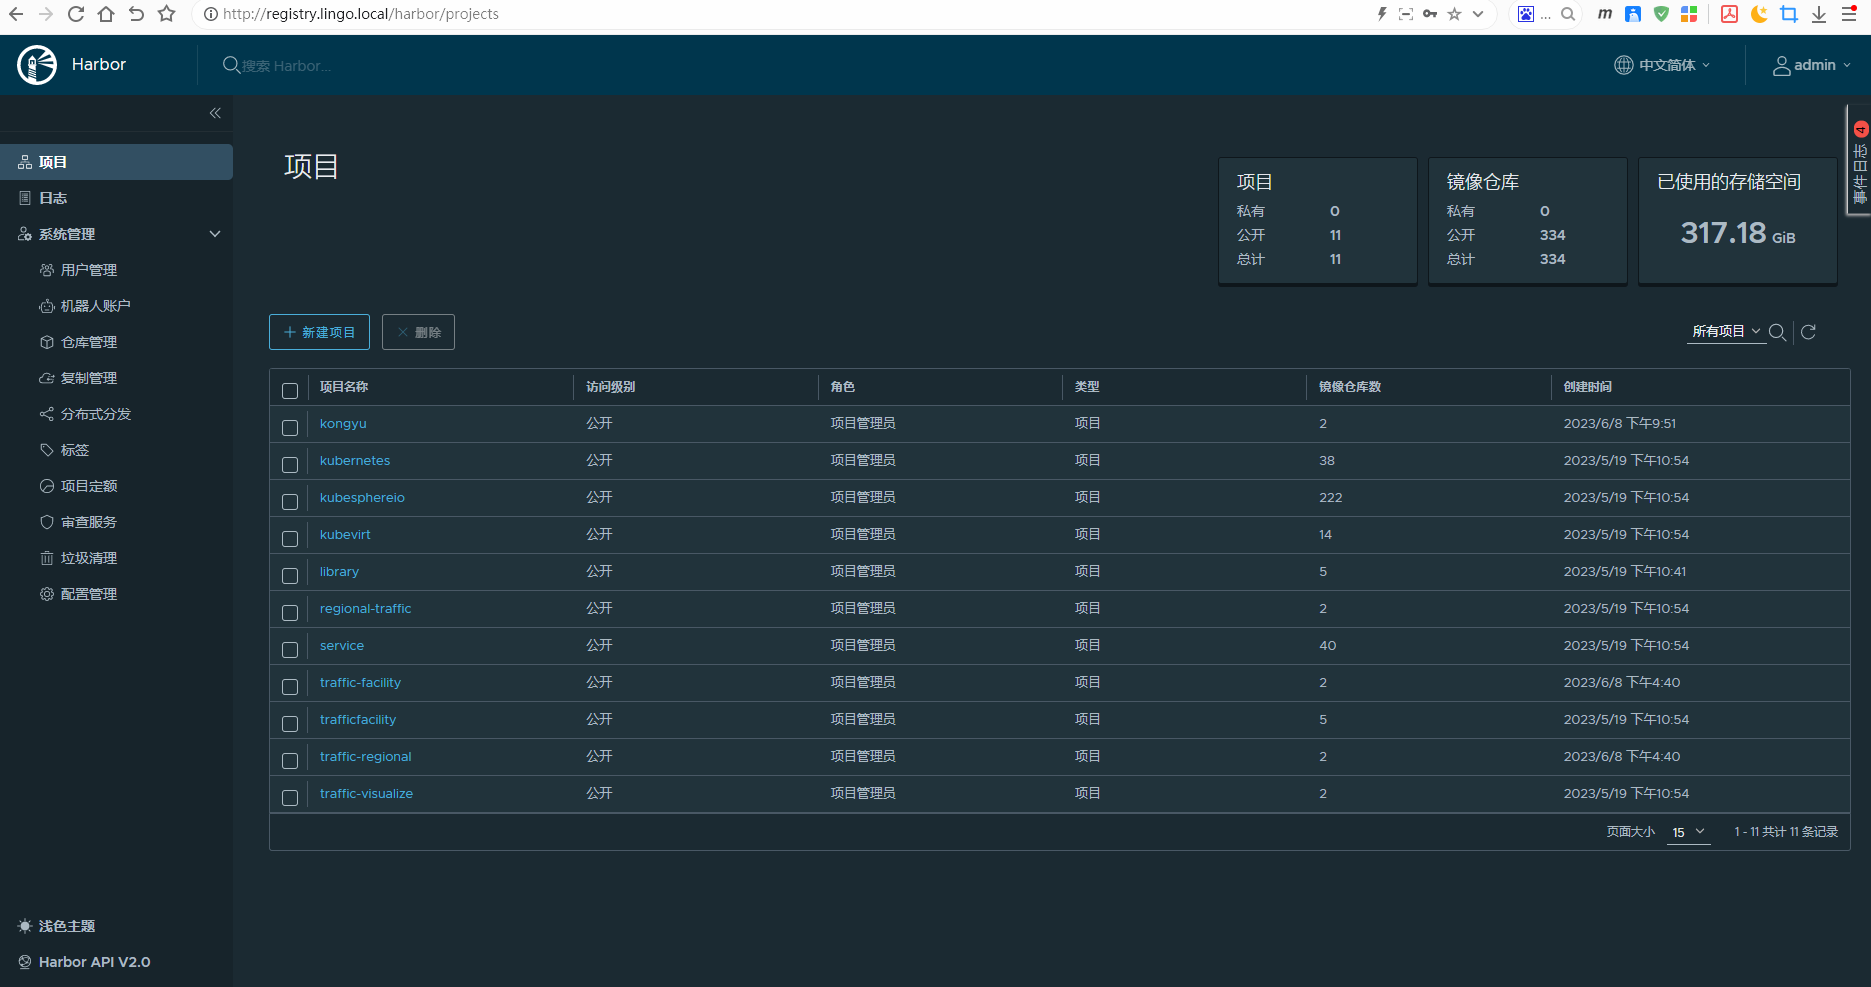 http://registry.lingo.local/harbor/projects
...
m
Harbor
搜索 Harbor...
中文简体
admin
4
事件日志
项目
日志
系统管理
用户管理
机器人账户
仓库管理
复制管理
分布式分发
标签
项目定额
审查服务
垃圾清理
配置管理
浅色主题
Harbor API V2.0
项目
项目
私有 0
公开 11
总计 11
镜像仓库
私有 0
公开 334
总计 334
已使用的存储空间
317.18 GiB
新建项目 删除
所有项目
项目名称 访问级别 角色 类型 镜像仓库数 创建时间
kongyu 公开 项目管理员 项目 2 2023/6/8 下午9:51
kubernetes 公开 项目管理员 项目 38 2023/5/19 下午10:54
kubesphereio 公开 项目管理员 项目 222 2023/5/19 下午10:54
kubevirt 公开 项目管理员 项目 14 2023/5/19 下午10:54
library 公开 项目管理员 项目 5 2023/5/19 下午10:41
regional-traffic 公开 项目管理员 项目 2 2023/5/19 下午10:54
service 公开 项目管理员 项目 40 2023/5/19 下午10:54
traffic-facility 公开 项目管理员 项目 2 2023/6/8 下午4:40
trafficfacility 公开 项目管理员 项目 5 2023/5/19 下午10:54
traffic-regional 公开 项目管理员 项目 2 2023/6/8 下午4:40
traffic-visualize 公开 项目管理员 项目 2 2023/5/19 下午10:54
页面大小 15 1 - 11 共计 11 条记录